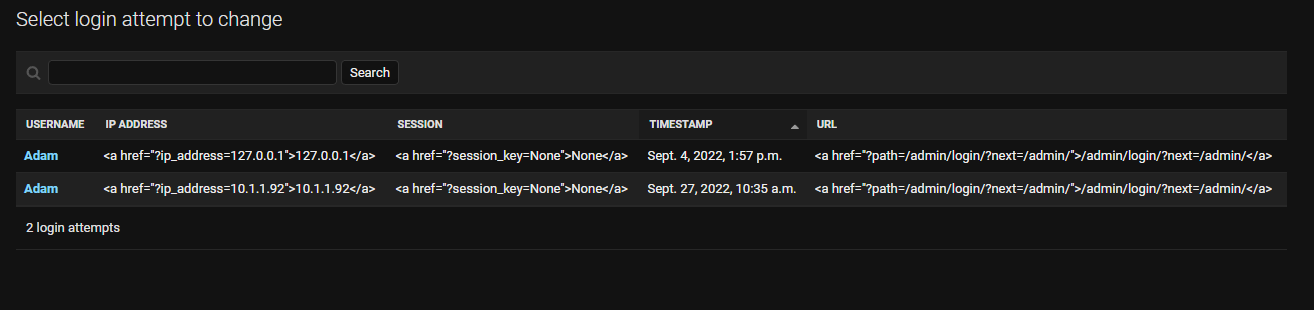 Select login attempt to change
Search
USERNAME IP ADDRESS SESSION TIMESTAMP URL
Adam <a href="?ip_address=127.0.0.1">127.0.0.1</a> <a href="?session_key=None">None</a> Sept. 4, 2022, 1:57 p.m. <a href="?path=/admin/login/?next=/admin/">/admin/login/?next=/admin/</a>
Adam <a href="?ip_address=10.1.1.92">10.1.1.92</a> <a href="?session_key=None">None</a> Sept. 27, 2022, 10:35 a.m. <a href="?path=/admin/login/?next=/admin/">/admin/login/?next=/admin/</a>
2 login attempts